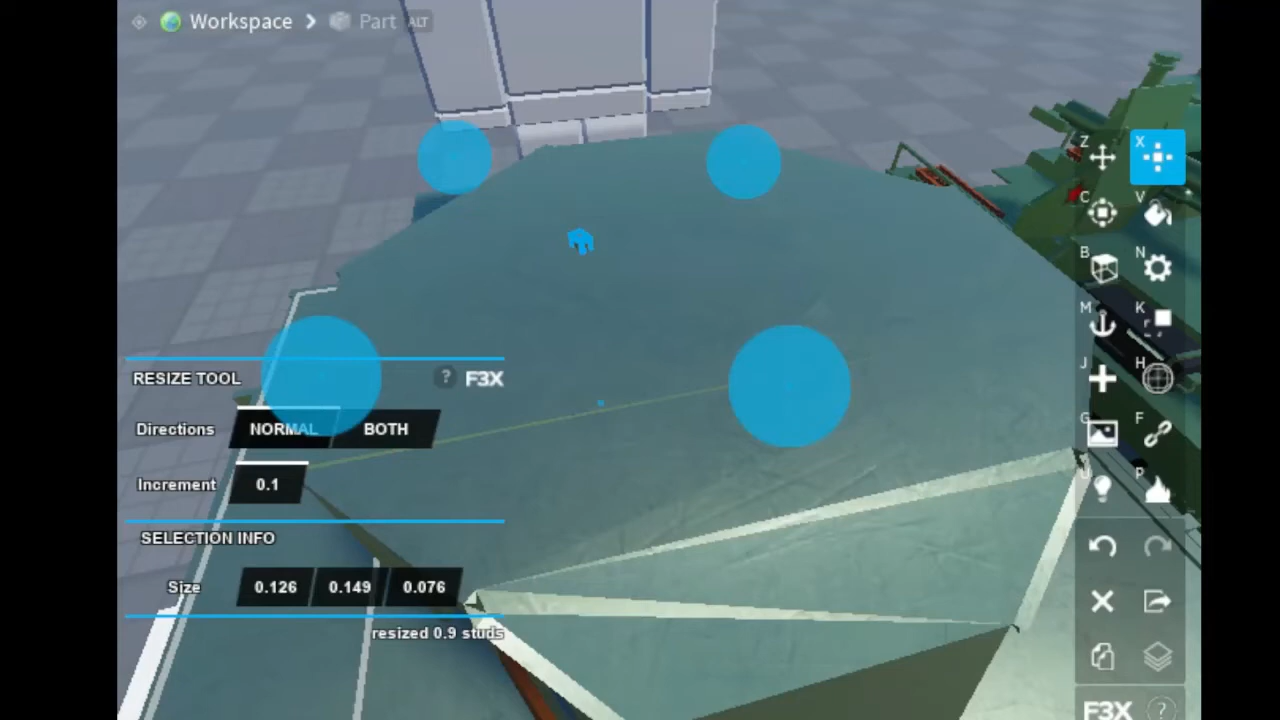 Workspace > Part ALT
Z X
C V
B N
M K
J H
G F
U P
RESIZE TOOL ? F3X
Directions NORMAL BOTH
Increment 0.1
SELECTION INFO
Size 0.126 0.149 0.076
resized 0.9 studs
F3X ?